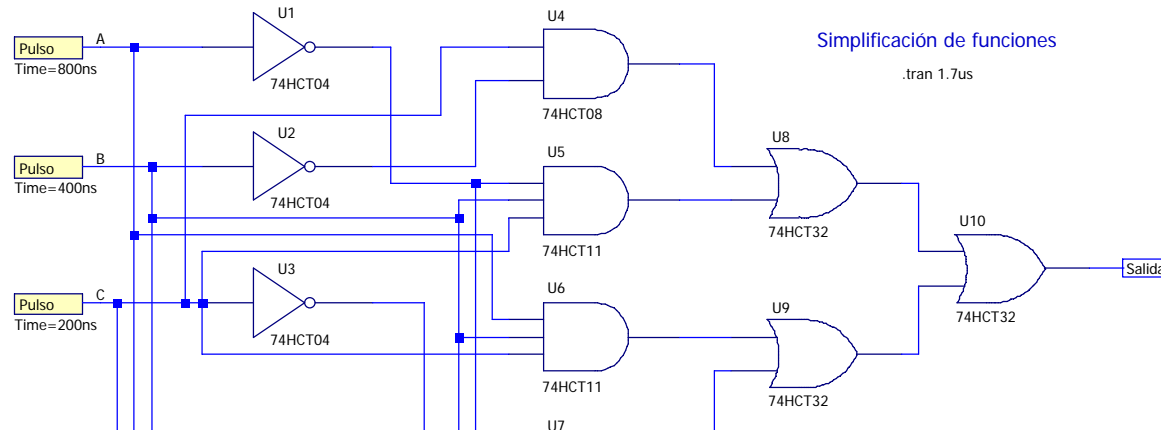 U1
U4
Pulso
A
Simplificación de funciones
Time=800ns
.tran 1.7us
74HCT04
74HCT08
U2
U8
Pulso
B
U5
Time=400ns
74HCT04
74HCT32
U10
74HCT11
U3
Salida
Pulso
C
U6
U9
Time=200ns
74HCT04
74HCT32
74HCT11
74HCT32
U7